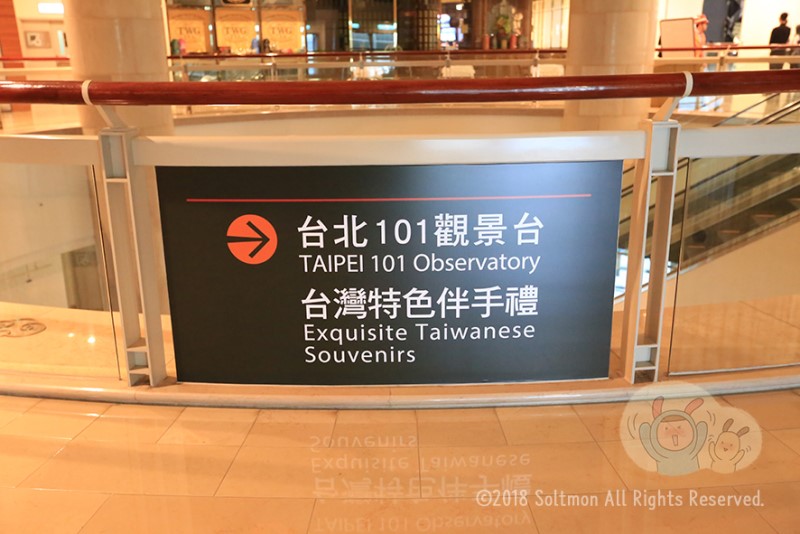 TWG
台北101觀景台
TAIPEI 101 Observatory
台灣特色伴手禮
Exquisite Taiwanese
Souvenirs
©2018 Soltmon All Rights Reserved.